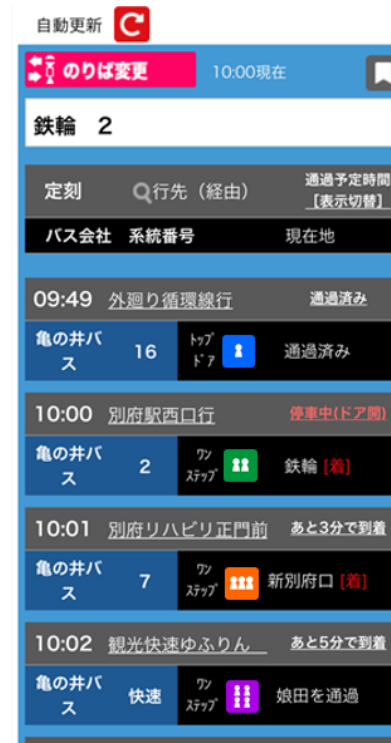 自動更新
のりば変更 10:00現在
鉄輪 2
定刻 行先（経由） 通過予定時間
［表示切替］
バス会社 系統番号 現在地
09:49 外廻り循環線行 通過済み
亀の井バス 16 トップドア 通過済み
10:00 別府駅西口行 停車中(ドア開)
亀の井バス 2 ワンステップ 鉄輪 [着]
10:01 別府リハビリ正門前 あと3分で到着
亀の井バス 7 ワンステップ 新別府口 [着]
10:02 観光快速ゆふりん あと5分で到着
亀の井バス 快速 ワンステップ 娘田を通過